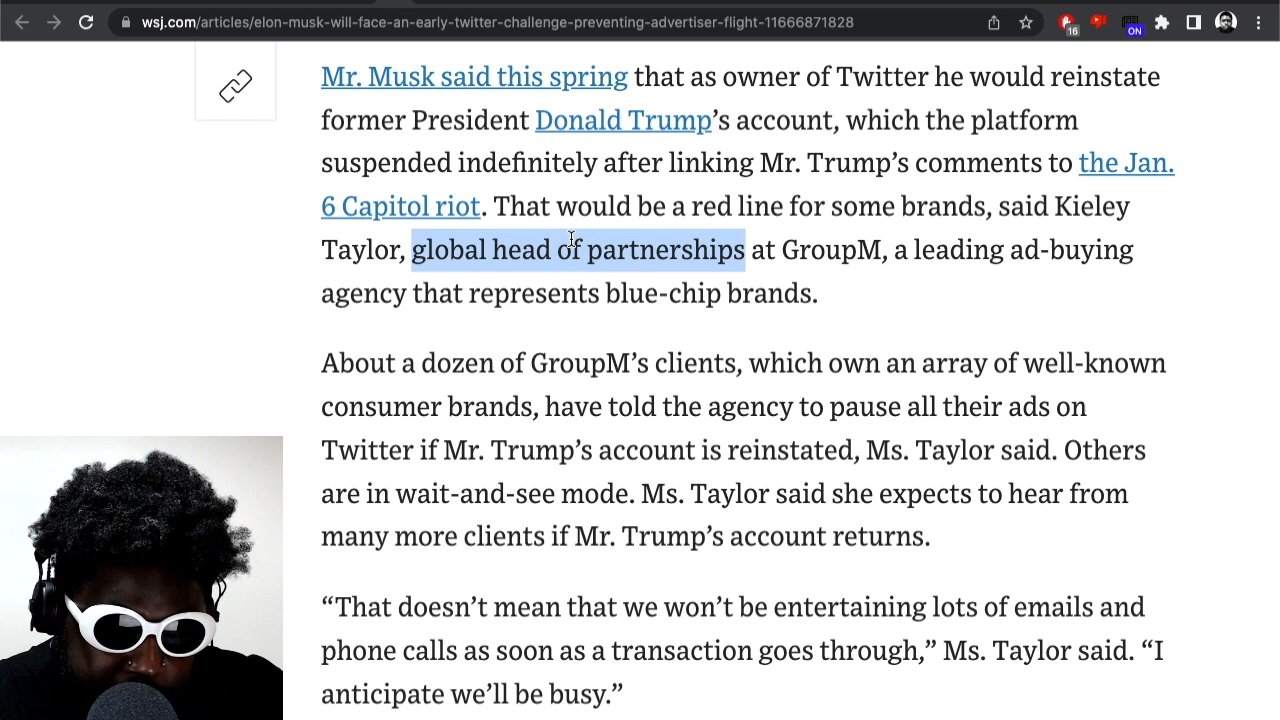 wsj.com/articles/elon-musk-will-face-an-early-twitter-challenge-preventing-advertiser-flight-11666871828
16
ON
Mr. Musk said this spring that as owner of Twitter he would reinstate
former President Donald Trump’s account, which the platform
suspended indefinitely after linking Mr. Trump’s comments to the Jan.
6 Capitol riot. That would be a red line for some brands, said Kieley
Taylor, global head of partnerships at GroupM, a leading ad-buying
agency that represents blue-chip brands.
About a dozen of GroupM’s clients, which own an array of well-known
consumer brands, have told the agency to pause all their ads on
Twitter if Mr. Trump’s account is reinstated, Ms. Taylor said. Others
are in wait-and-see mode. Ms. Taylor said she expects to hear from
many more clients if Mr. Trump’s account returns.
“That doesn’t mean that we won’t be entertaining lots of emails and
phone calls as soon as a transaction goes through,” Ms. Taylor said. “I
anticipate we’ll be busy.”